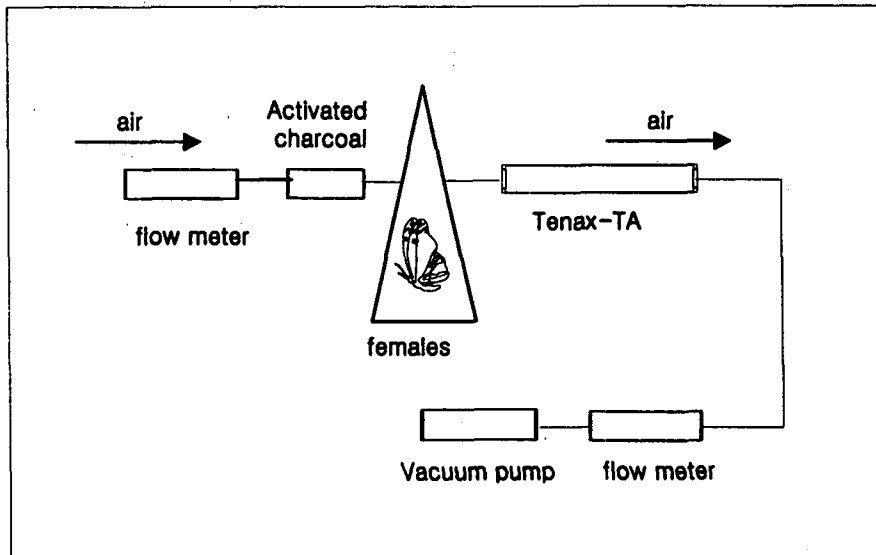 air
Activated
charcoal
air
flow meter
Tenax-TA
females
Vacuum pump
flow meter